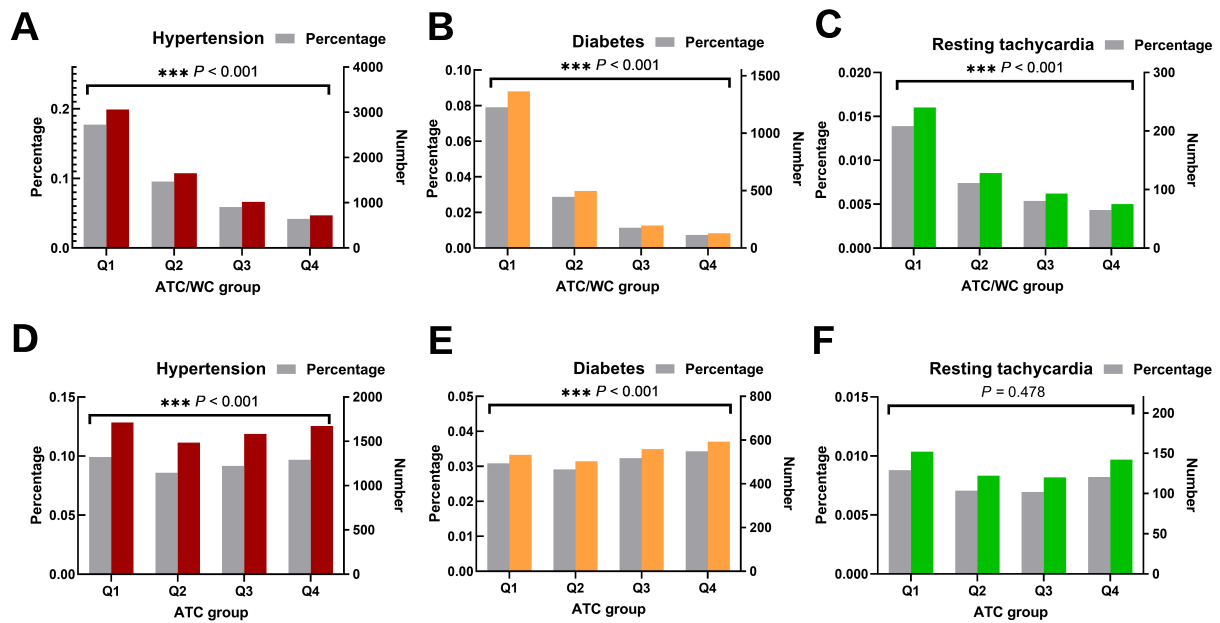 A
Hypertension Percentage
*** P < 0.001
Percentage
0.2
0.1
0.0
4000
3000
2000
1000
0
Number
Q1 Q2 Q3 Q4
ATC/WC group
B
Diabetes Percentage
*** P < 0.001
Percentage
0.10
0.08
0.06
0.04
0.02
0.00
1500
1000
500
0
Number
Q1 Q2 Q3 Q4
ATC/WC group
C
Resting tachycardia Percentage
*** P < 0.001
Percentage
0.020
0.015
0.010
0.005
0.000
300
200
100
0
Number
Q1 Q2 Q3 Q4
ATC/WC group
D
Hypertension Percentage
*** P < 0.001
Percentage
0.15
0.10
0.05
0.00
2000
1500
1000
500
0
Number
Q1 Q2 Q3 Q4
ATC group
E
Diabetes Percentage
*** P < 0.001
Percentage
0.05
0.04
0.03
0.02
0.01
0.00
800
600
400
200
0
Number
Q1 Q2 Q3 Q4
ATC group
F
Resting tachycardia Percentage
P = 0.478
Percentage
0.015
0.010
0.005
0.000
200
150
100
50
0
Number
Q1 Q2 Q3 Q4
ATC group